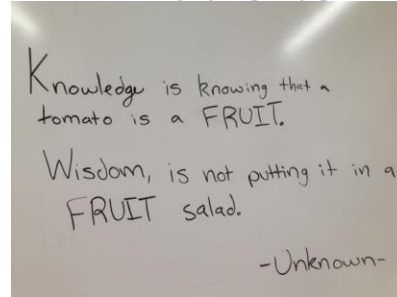 Knowledge is knowing that a
tomato is a FRUIT.
Wisdom, is not putting it in a
FRUIT salad.
-Unknown-